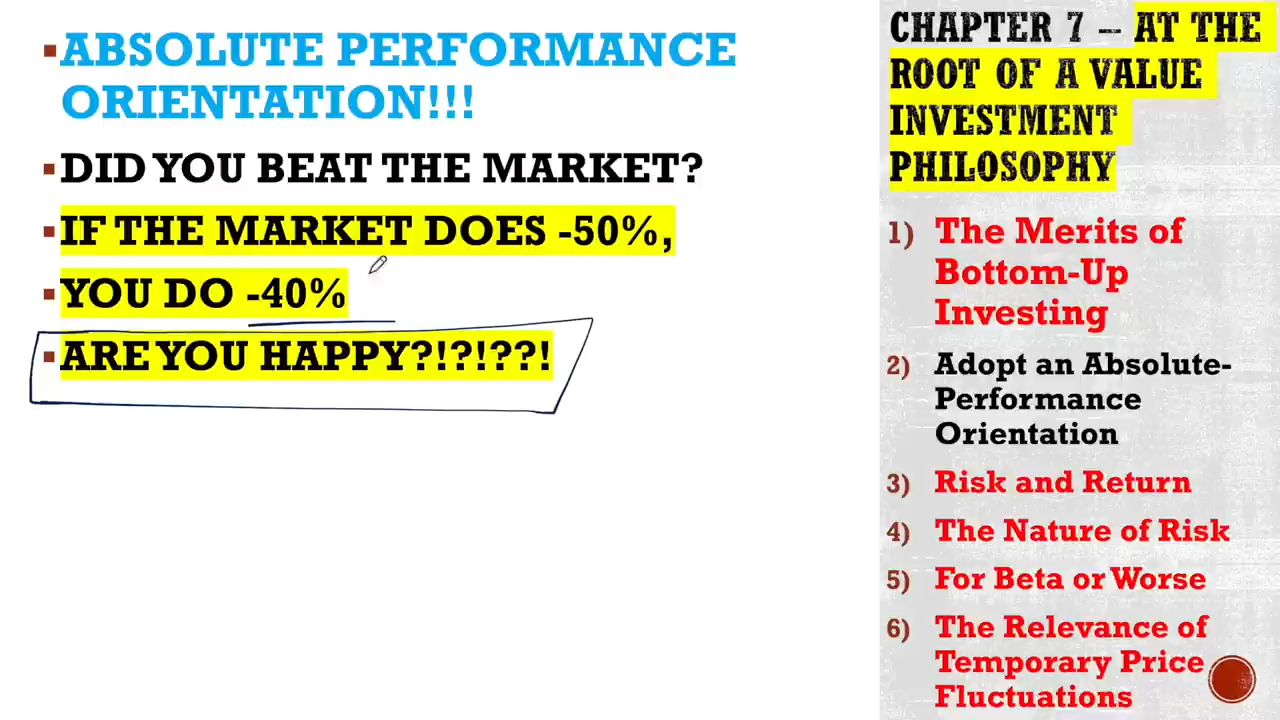 ABSOLUTE PERFORMANCE
ORIENTATION!!!
DID YOU BEAT THE MARKET?
IF THE MARKET DOES -50%,
YOU DO -40%
ARE YOU HAPPY?!?!??!
CHAPTER 7 – AT THE
ROOT OF A VALUE
INVESTMENT
PHILOSOPHY
1) The Merits of
Bottom-Up
Investing
2) Adopt an Absolute-
Performance
Orientation
3) Risk and Return
4) The Nature of Risk
5) For Beta or Worse
6) The Relevance of
Temporary Price
Fluctuations